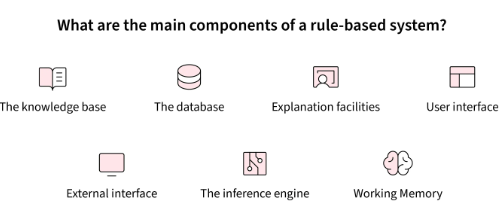 What are the main components of a rule-based system?
The knowledge base
The database
Explanation facilities
User interface
External interface
The inference engine
Working Memory